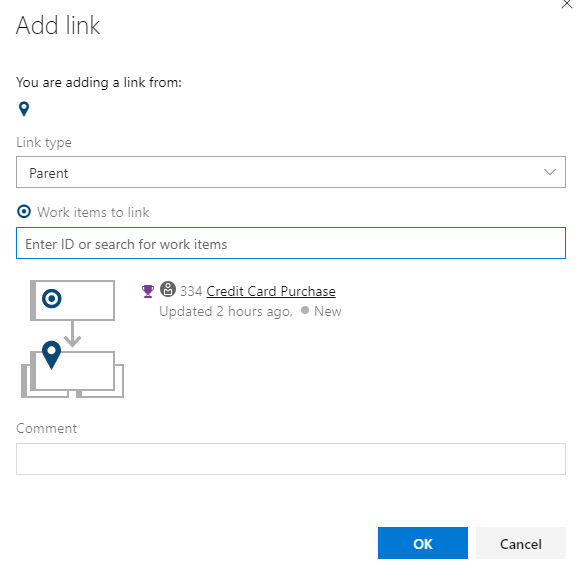 Add link
You are adding a link from:
Link type
Parent
Work items to link
Enter ID or search for work items
334 Credit Card Purchase
Updated 2 hours ago, New
Comment
OK Cancel